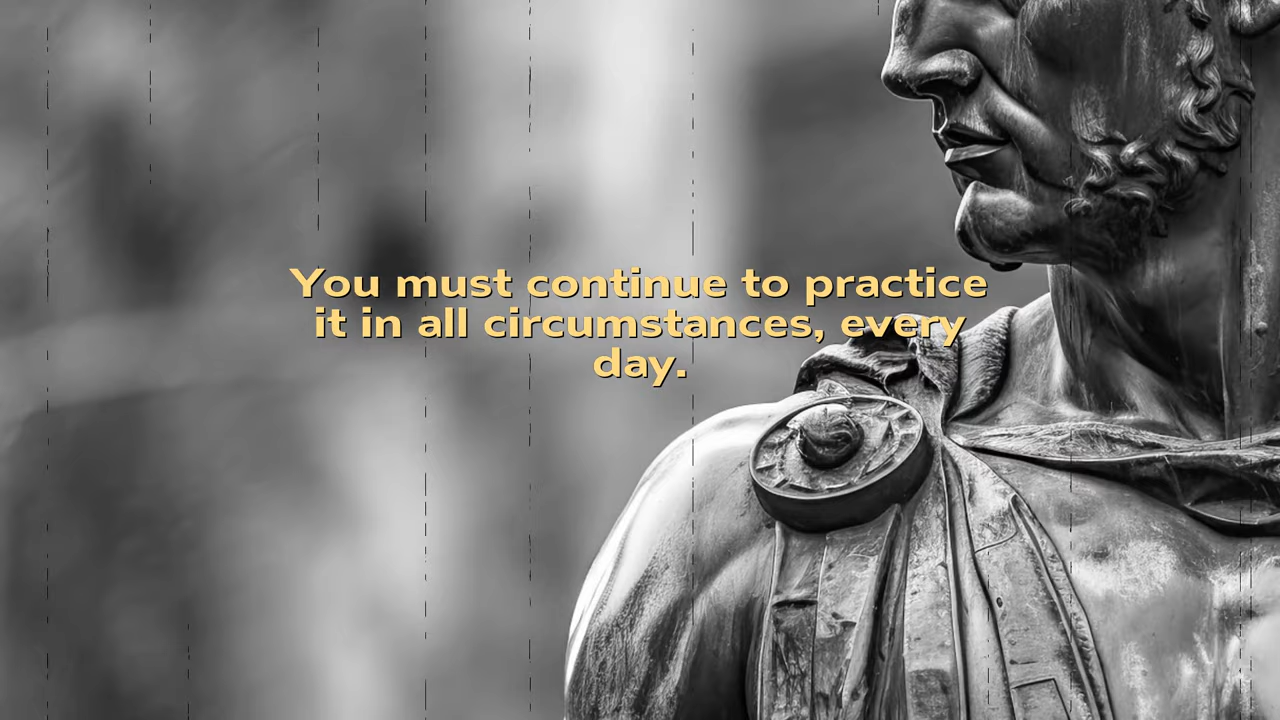 You must continue to practice
it in all circumstances, every
day.